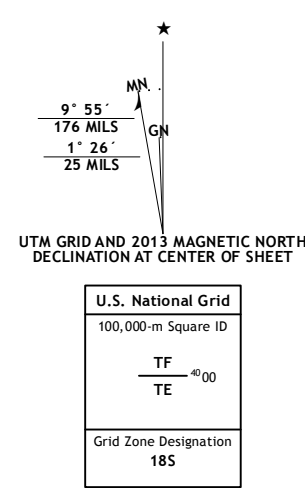 ★
MN
9° 55´
176 MILS
GN
1° 26´
25 MILS
UTM GRID AND 2013 MAGNETIC NORTH
DECLINATION AT CENTER OF SHEET
U.S. National Grid
100,000-m Square ID
TF
4000
TE
Grid Zone Designation
18S